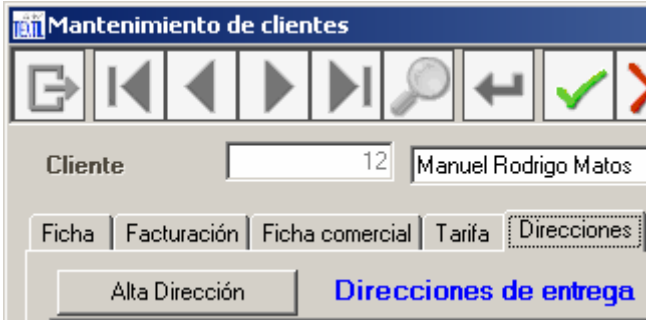 TEXTIL Mantenimiento de clientes
Cliente 12 Manuel Rodrigo Matos
Ficha Facturación Ficha comercial Tarifa Direcciones
Alta Dirección Direcciones de entrega